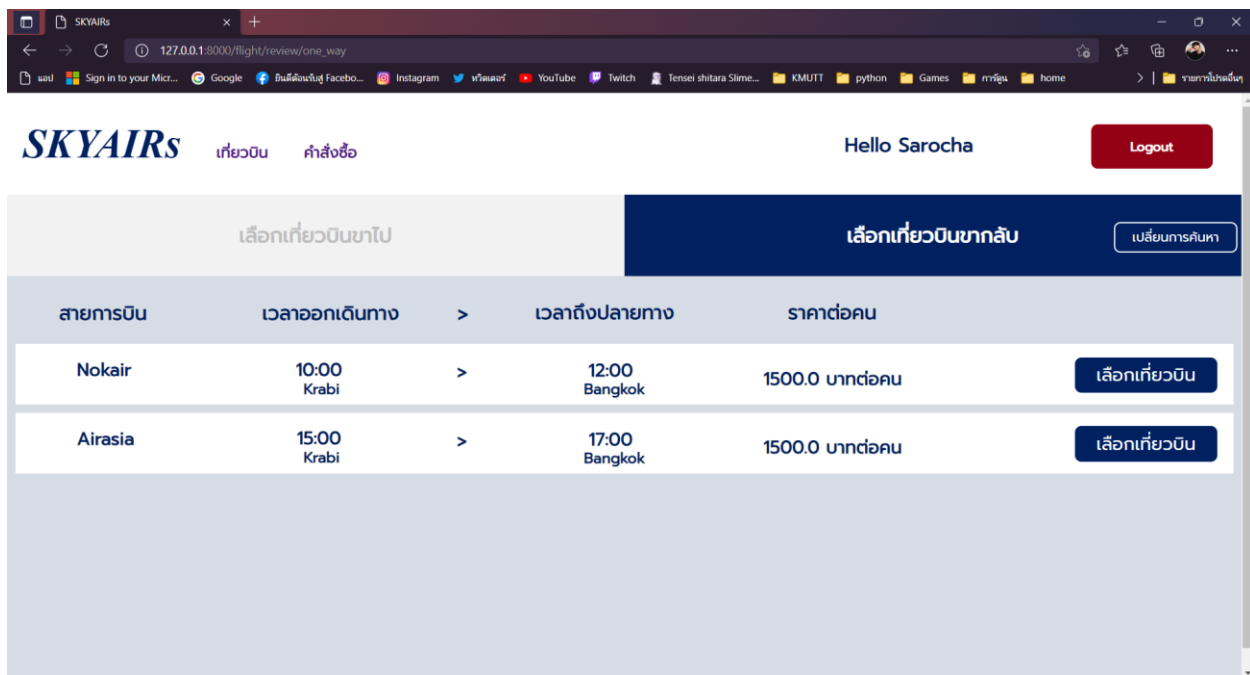 SKYAIRs
127.0.0.1:8000/flight/review/one_way
แอป Sign in to your Micr... Google ยินดีต้อนรับสู่ Facebo... Instagram ทวิตเตอร์ YouTube Twitch Tensei shitara Slime... KMUTT python Games การ์ตูน home รายการโปรดอื่นๆ
SKYAIRs เที่ยวบิน คำสั่งซื้อ Hello Sarocha Logout
เลือกเที่ยวบินขาไป เลือกเที่ยวบินขากลับ เปลี่ยนการค้นหา
สายการบิน เวลาออกเดินทาง > เวลาถึงปลายทาง ราคาต่อคน
Nokair 10:00 > 12:00 1500.0 บาทต่อคน เลือกเที่ยวบิน
Krabi Bangkok
Airasia 15:00 > 17:00 1500.0 บาทต่อคน เลือกเที่ยวบิน
Krabi Bangkok